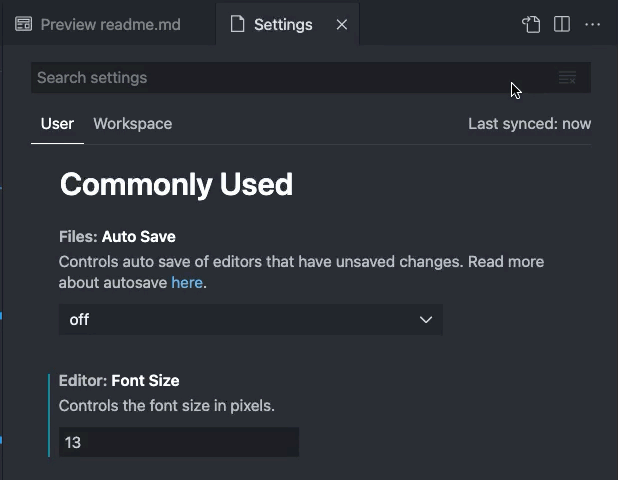 Preview readme.md
Settings
Search settings
User Workspace Last synced: now
Commonly Used
Files: Auto Save
Controls auto save of editors that have unsaved changes. Read more
about autosave here.
off
Editor: Font Size
Controls the font size in pixels.
13